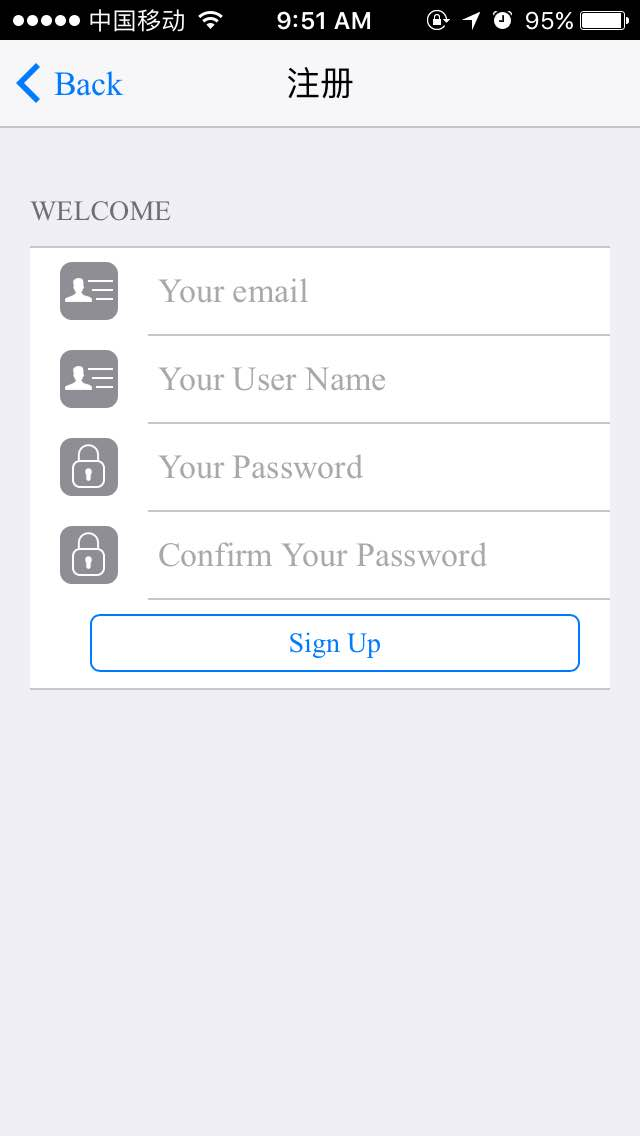 中国移动 9:51 AM 95%
Back 注册
WELCOME
Your email
Your User Name
Your Password
Confirm Your Password
Sign Up